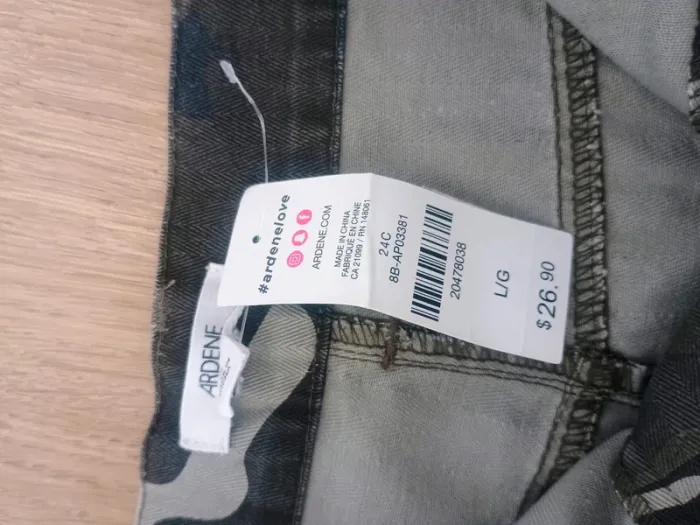 #ardenelove
ARDENE.COM
MADE IN CHINA
FABRIQUÉ EN CHINE
CA 21099 / RN 148061
24C
8B-AP03381
20478038
L/G
$26.90
ARDENE